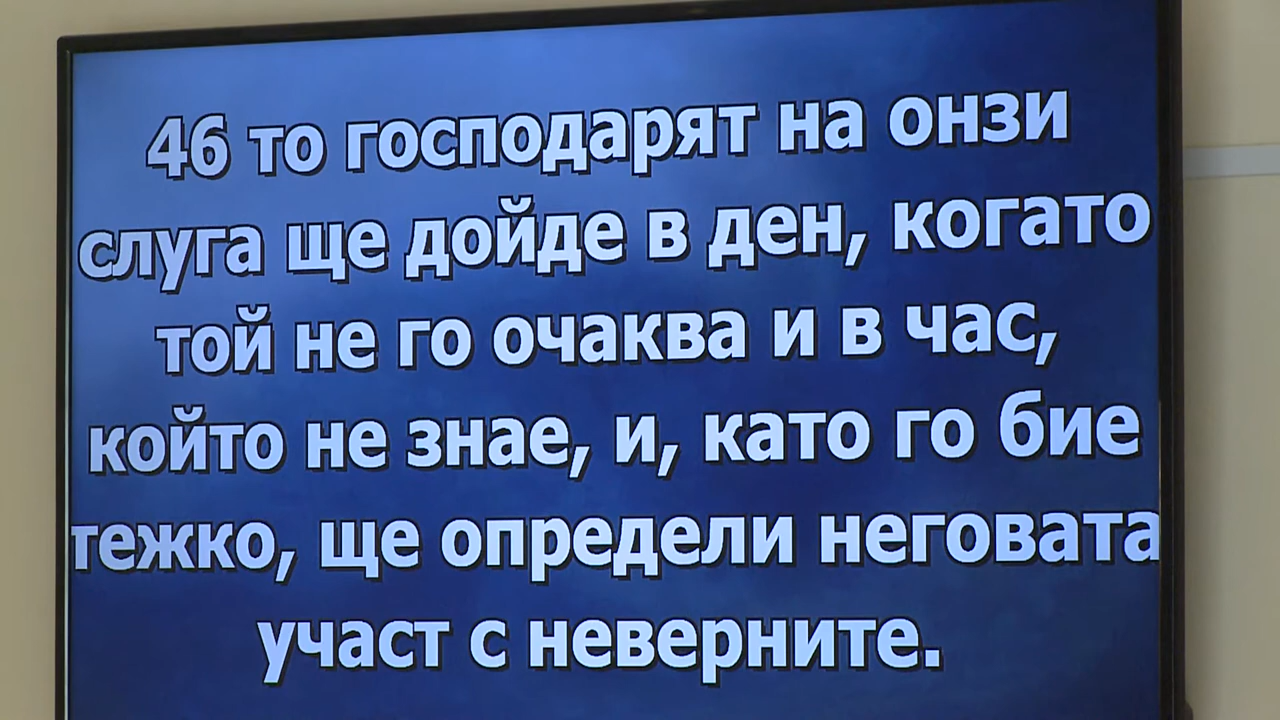 46 то господарят на онзи
слуга ще дойде в ден, когато
той не го очаква и в час,
който не знае, и, като го бие
тежко, ще определи неговата
участ с неверните.